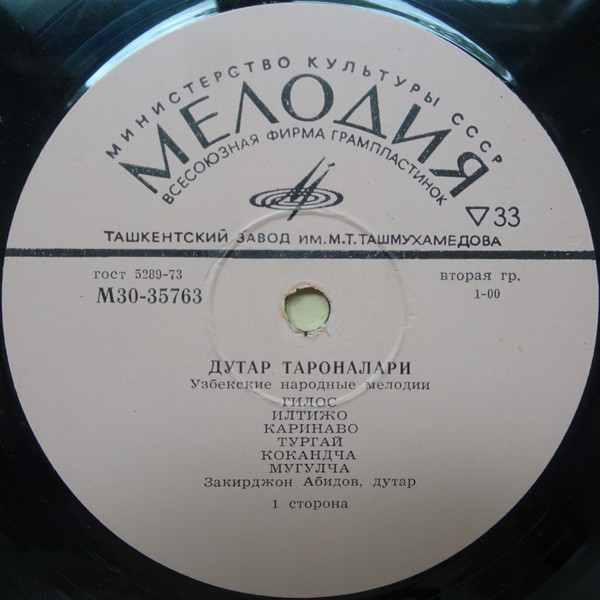 МИНИСТЕРСТВО КУЛЬТУРЫ СССР
МЕЛОДИЯ
ВСЕСОЮЗНАЯ ФИРМА ГРАМПЛАСТИНОК
▽33
ТАШКЕНТСКИЙ ЗАВОД ИМ. М.Т. ТАШМУХАМЕДОВА
гост 5289-73
вторая гр.
М30-35763
1-00
ДУТАР ТАРОНАЛАРИ
Узбекские народные мелодии
ГИЛОС
ИЛТИЖО
КАРИНАВО
ТУРГАЙ
КОКАНДЧА
МУГУЛЧА
Закирджон Абидов, дутар
1 сторона